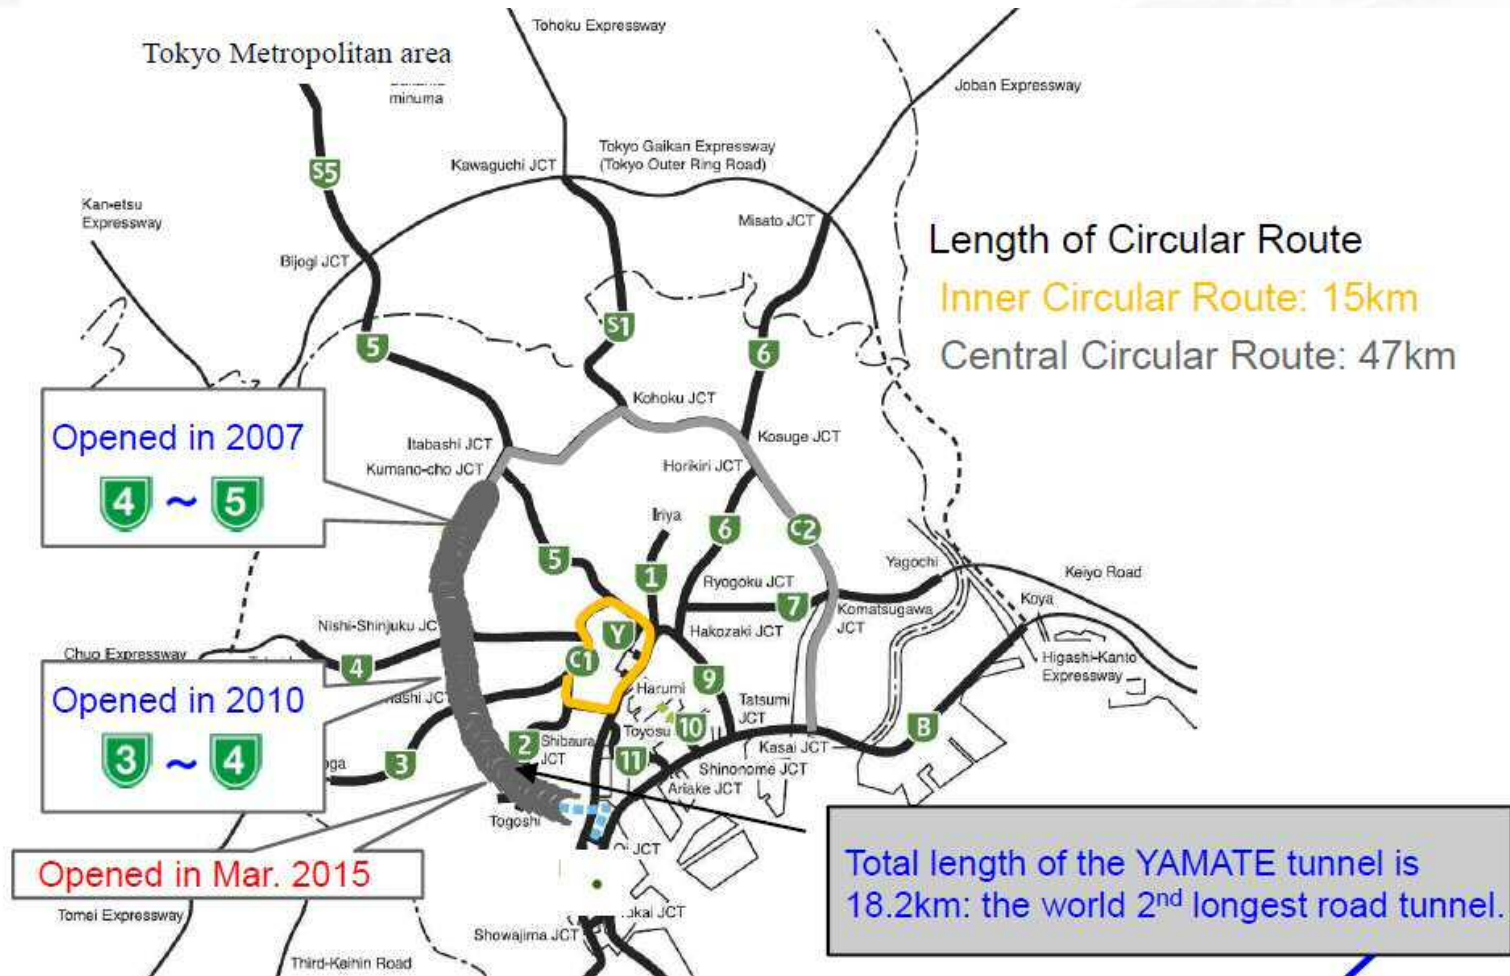 Tohoku Expressway
Tokyo Metropolitan area
minuma
Joban Expressway
Tokyo Gaikan Expressway
(Tokyo Outer Ring Road)
Kawaguchi JCT
S5
Kan-etsu
Expressway
Misato JCT
Length of Circular Route
Bijogi JCT
Inner Circular Route: 15km
S1
5
6
Central Circular Route: 47km
Kohoku JCT
Opened in 2007
Itabashi JCT
Kosuge JCT
Kumano-cho JCT
Horikiri JCT
4 ~ 5
Iriya
6
C2
5
Yagochi
Keiyo Road
1
Ryogoku JCT
7
Komatsugawa
JCT
Koya
Nishi-Shinjuku JC
Y
Hakozaki JCT
Chuo Expressway
4
C1
Higashi-Kanto
Expressway
Opened in 2010
ashi JC
Harumi
9
Tatsumi
JCT
3 ~ 4
Toyosu
10
B
2
Shibaura
JCT
Kasai JCT
3
11
Shinonome JCT
Ariake JCT
Togoshi
JCT
Opened in Mar. 2015
Total length of the YAMATE tunnel is
18.2km: the world 2nd longest road tunnel.
Tomei Expressway
JCT
Showajima JCT
Third-Keihin Road